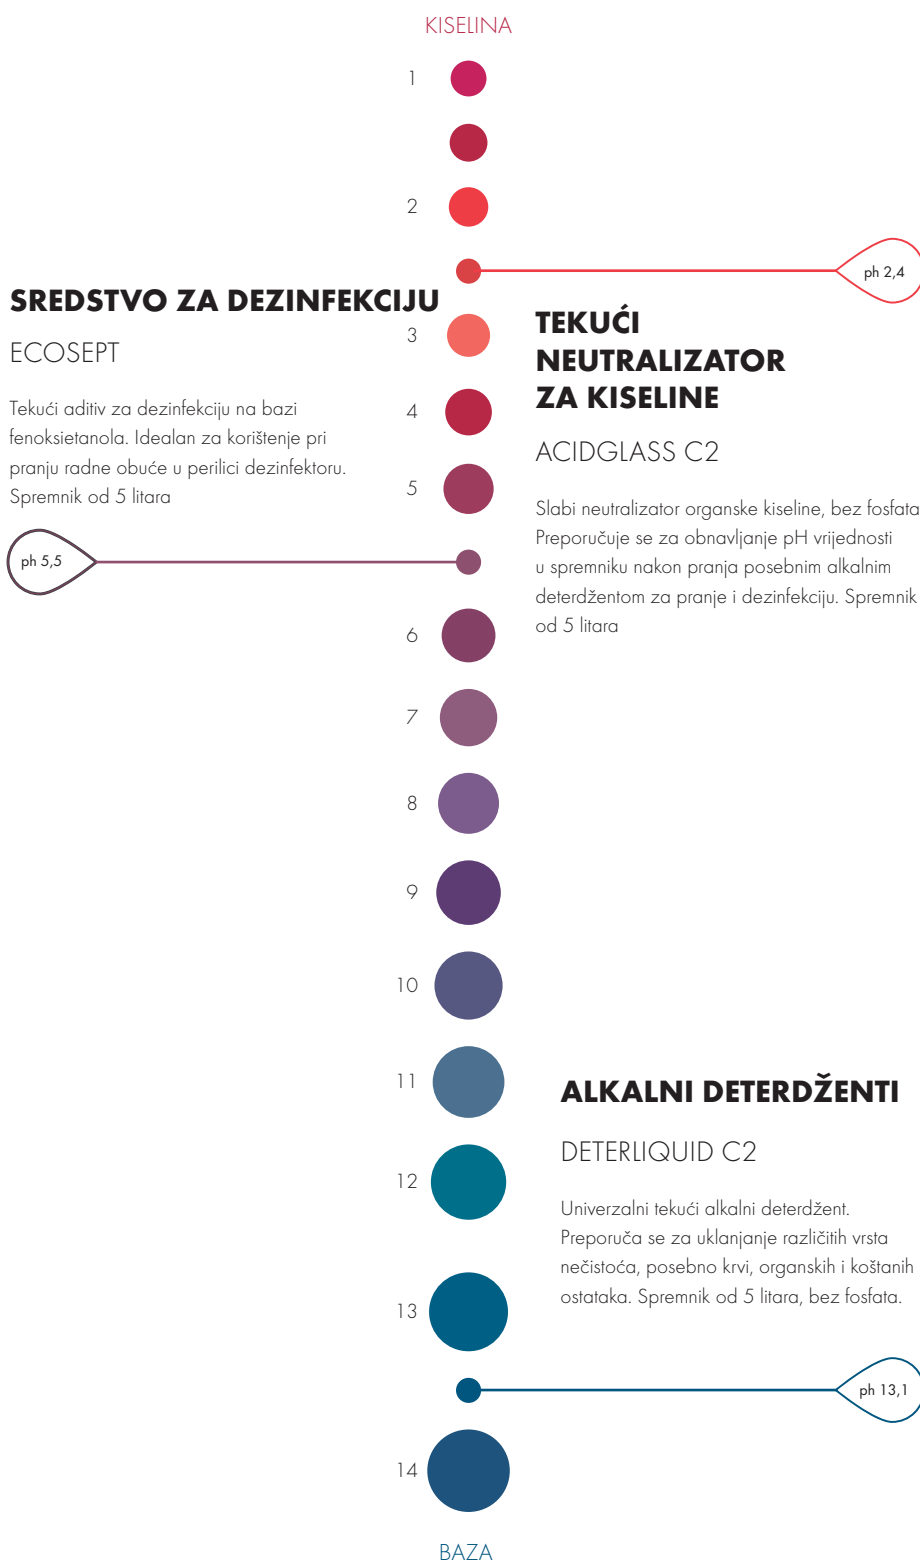 KISELINA
1
2
ph 2,4
SREDSTVO ZA DEZINFEKCIJU
ECOSEPT
Tekući aditiv za dezinfekciju na bazi
fenoksietanola. Idealan za korištenje pri
pranju radne obuće u perilici dezinfektoru.
Spremnik od 5 litara
ph 5,5
3
4
5
TEKUĆI
NEUTRALIZATOR
ZA KISELINE
ACIDGLASS C2
Slabi neutralizator organske kiseline, bez fosfata
Preporučuje se za obnavljanje pH vrijednosti
u spremniku nakon pranja posebnim alkalnim
deterdžentom za pranje i dezinfekciju. Spremnik
od 5 litara
6
7
8
9
10
11
12
13
ALKALNI DETERDŽENTI
DETERLIQUID C2
Univerzalni tekući alkalni deterdžent.
Preporuča se za uklanjanje različitih vrsta
nečistoća, posebno krvi, organskih i koštanih
ostataka. Spremnik od 5 litara, bez fosfata.
ph 13,1
14
BAZA